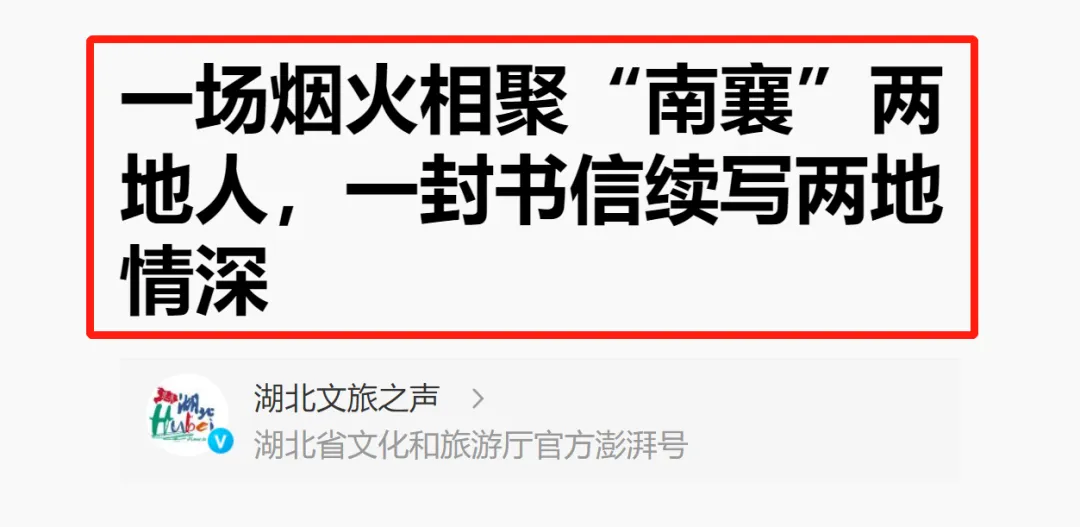 一场烟火相聚“南襄”两
地人，一封书信续写两地
情深
湖北文旅之声
湖北省文化和旅游厅官方澎湃号
湖北
Hubei
V